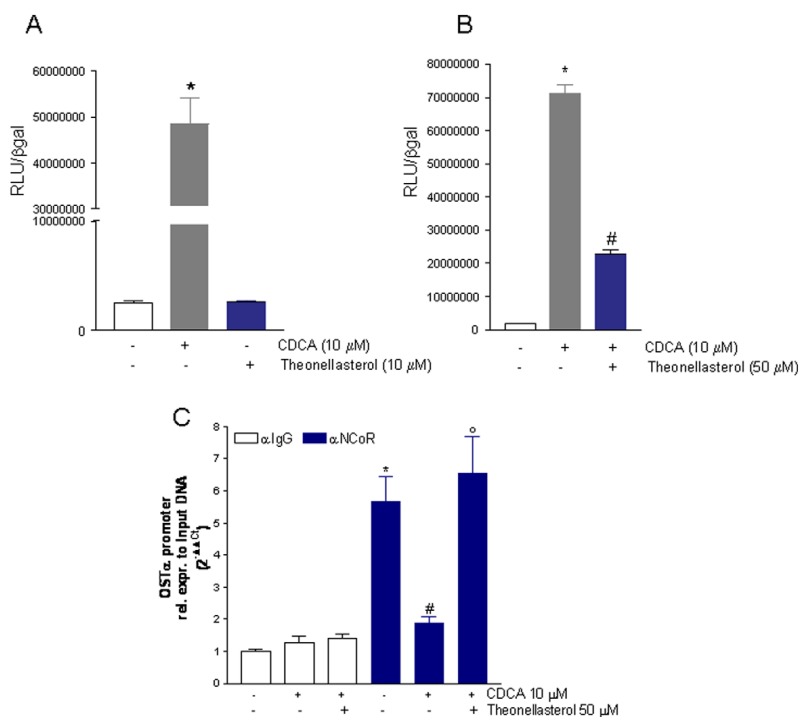 A
60000000
50000000
40000000
30000000
10000000
0
RLU/βgal
*
- + - CDCA (10 µM)
- - + Theonellasterol (10 µM)
B
80000000
70000000
60000000
50000000
40000000
30000000
20000000
10000000
0
RLU/βgal
*
#
- + + CDCA (10 µM)
- - + Theonellasterol (50 µM)
C
αIgG αNCoR
8
7
6
5
4
3
2
1
0
OSTα promoter
rel. expr. to Input DNA
(2-▲▲Ct)
*
#
°
- + + - + + CDCA 10 µM
- - + - - + Theonellasterol 50 µM